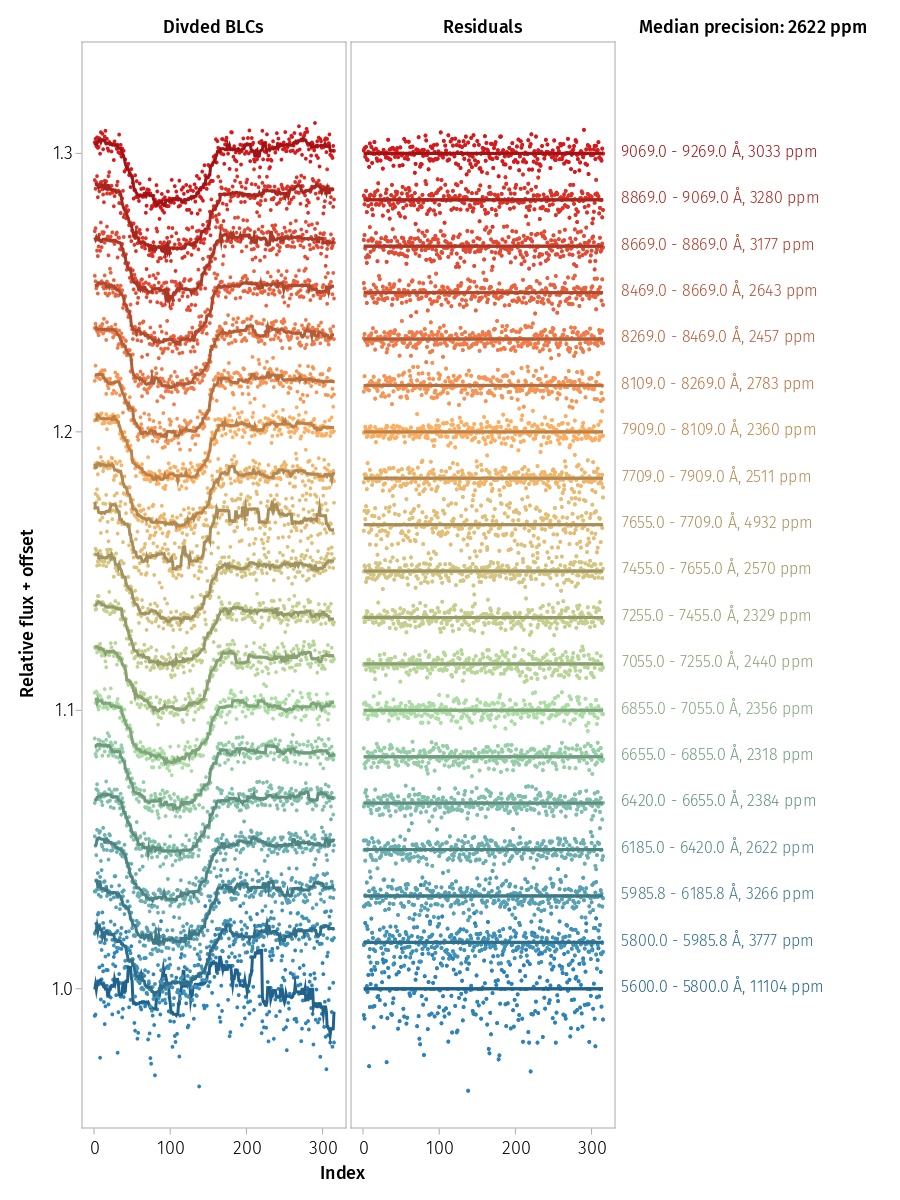 Divded BLCs
Residuals
Median precision: 2622 ppm
1.3
9069.0 - 9269.0 Å, 3033 ppm
8869.0 - 9069.0 Å, 3280 ppm
8669.0 - 8869.0 Å, 3177 ppm
8469.0 - 8669.0 Å, 2643 ppm
8269.0 - 8469.0 Å, 2457 ppm
8109.0 - 8269.0 Å, 2783 ppm
1.2
7909.0 - 8109.0 Å, 2360 ppm
7709.0 - 7909.0 Å, 2511 ppm
7655.0 - 7709.0 Å, 4932 ppm
7455.0 - 7655.0 Å, 2570 ppm
Relative flux + offset
7255.0 - 7455.0 Å, 2329 ppm
7055.0 - 7255.0 Å, 2440 ppm
1.1
6855.0 - 7055.0 Å, 2356 ppm
6655.0 - 6855.0 Å, 2318 ppm
6420.0 - 6655.0 Å, 2384 ppm
6185.0 - 6420.0 Å, 2622 ppm
5985.8 - 6185.8 Å, 3266 ppm
5800.0 - 5985.8 Å, 3777 ppm
1.0
5600.0 - 5800.0 Å, 11104 ppm
0 100 200 300
0 100 200 300
Index